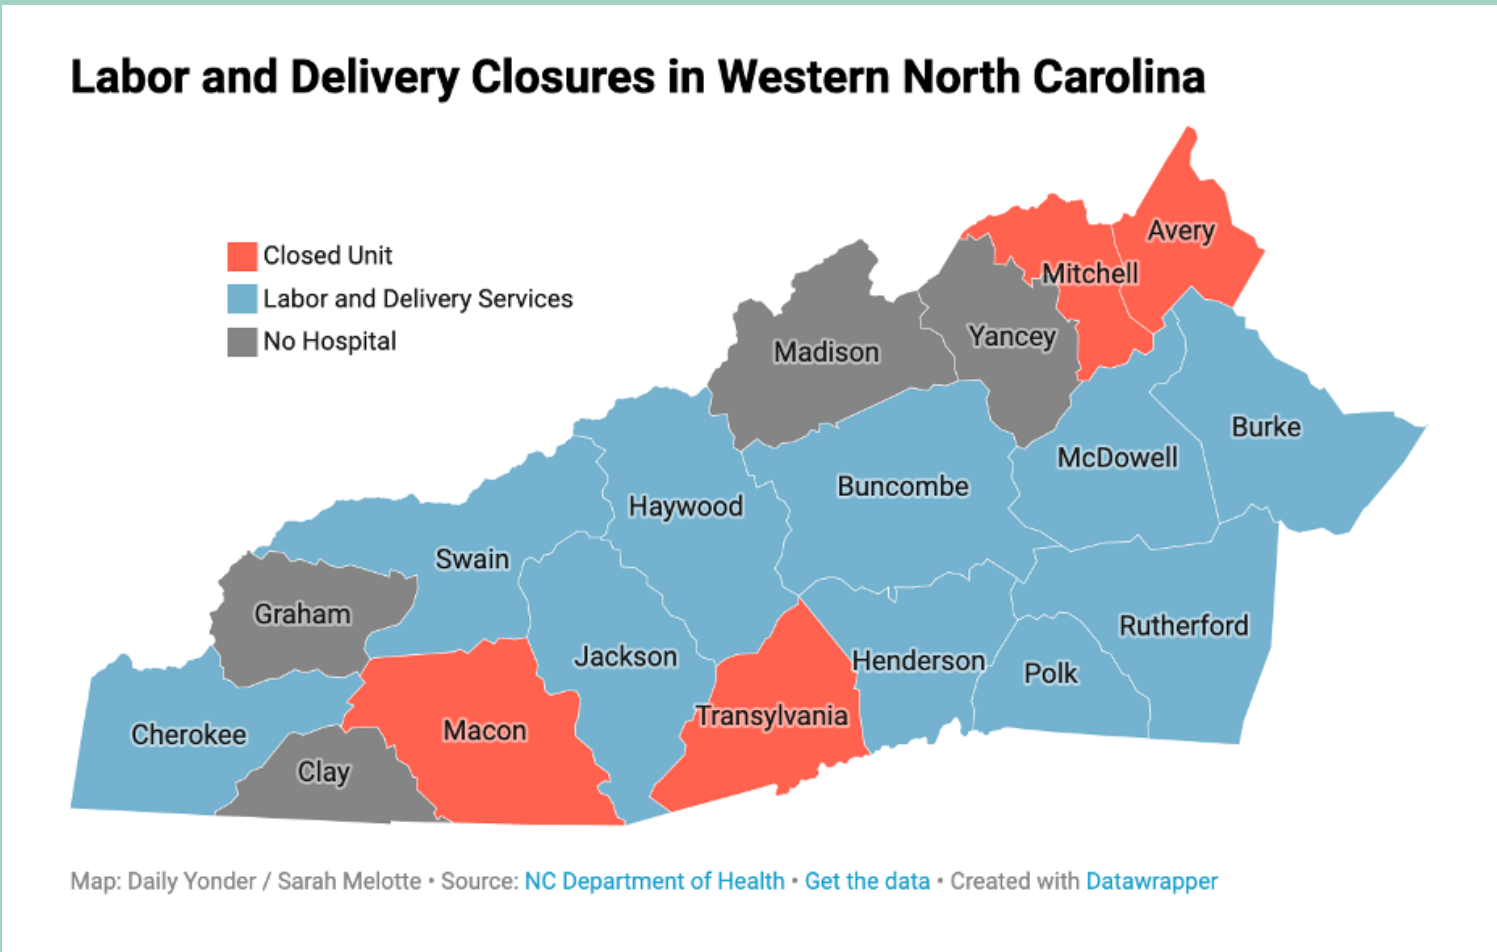 Labor and Delivery Closures in Western North Carolina
Closed Unit
Labor and Delivery Services
No Hospital
Avery
Mitchell
Yancey
Madison
Burke
McDowell
Buncombe
Haywood
Swain
Graham
Rutherford
Jackson
Henderson
Polk
Transylvania
Macon
Cherokee
Clay
Map: Daily Yonder / Sarah Melotte • Source: NC Department of Health • Get the data • Created with Datawrapper